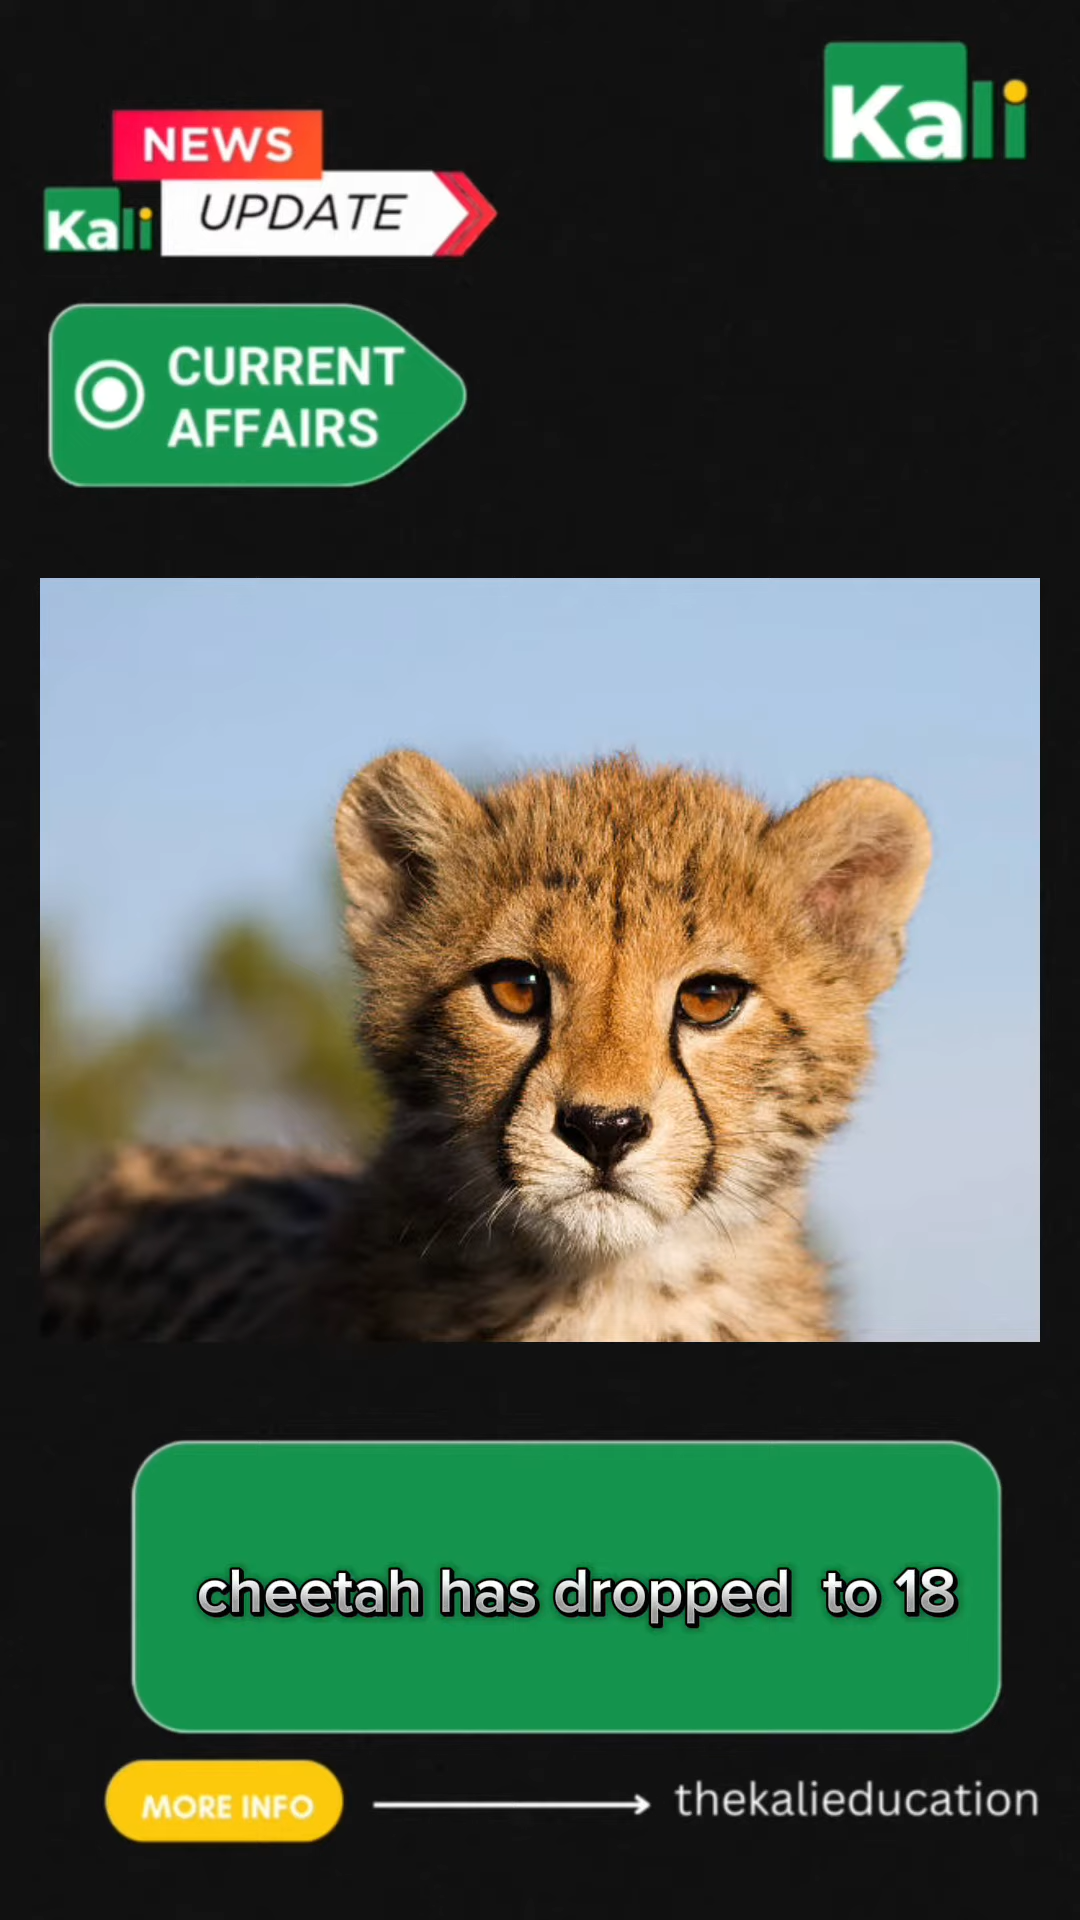 Kali
NEWS
UPDATE
Kali
CURRENT
AFFAIRS
cheetah has dropped to 18
MORE INFO
thekalieducation